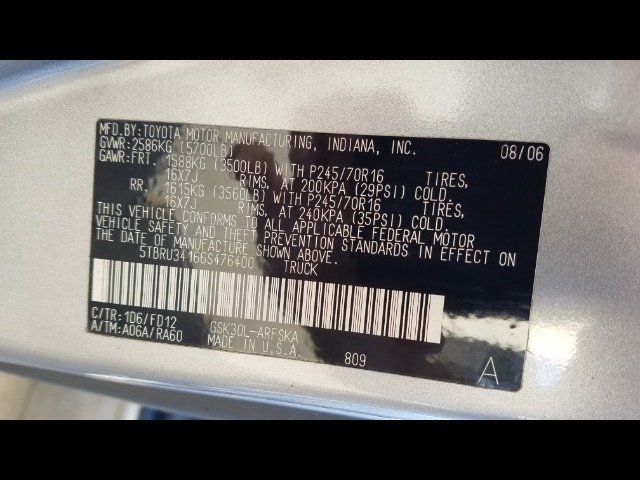 MFD.BY:TOYOTA MOTOR MANUFACTURING, INDIANA, INC. 08/06
GVWR:2586KG (5700LB)
GAWR:FRT. 1588KG (3500LB) WITH P245/70R16 TIRES,
16X7J RIMS, AT 200KPA (29PSI) COLD.
RR. 1615KG (3560LB) WITH P245/70R16 TIRES,
16X7J RIMS, AT 240KPA (35PSI) COLD.
THIS VEHICLE CONFORMS TO ALL APPLICABLE FEDERAL MOTOR
VEHICLE SAFETY AND THEFT PREVENTION STANDARDS IN EFFECT ON
THE DATE OF MANUFACTURE SHOWN ABOVE.
5TBRU34166S476400 TRUCK
C/TR:1D6/FD12 GSK30L-ARFSKA
A/TM:A06A/RA60 MADE IN U.S.A. 809 A